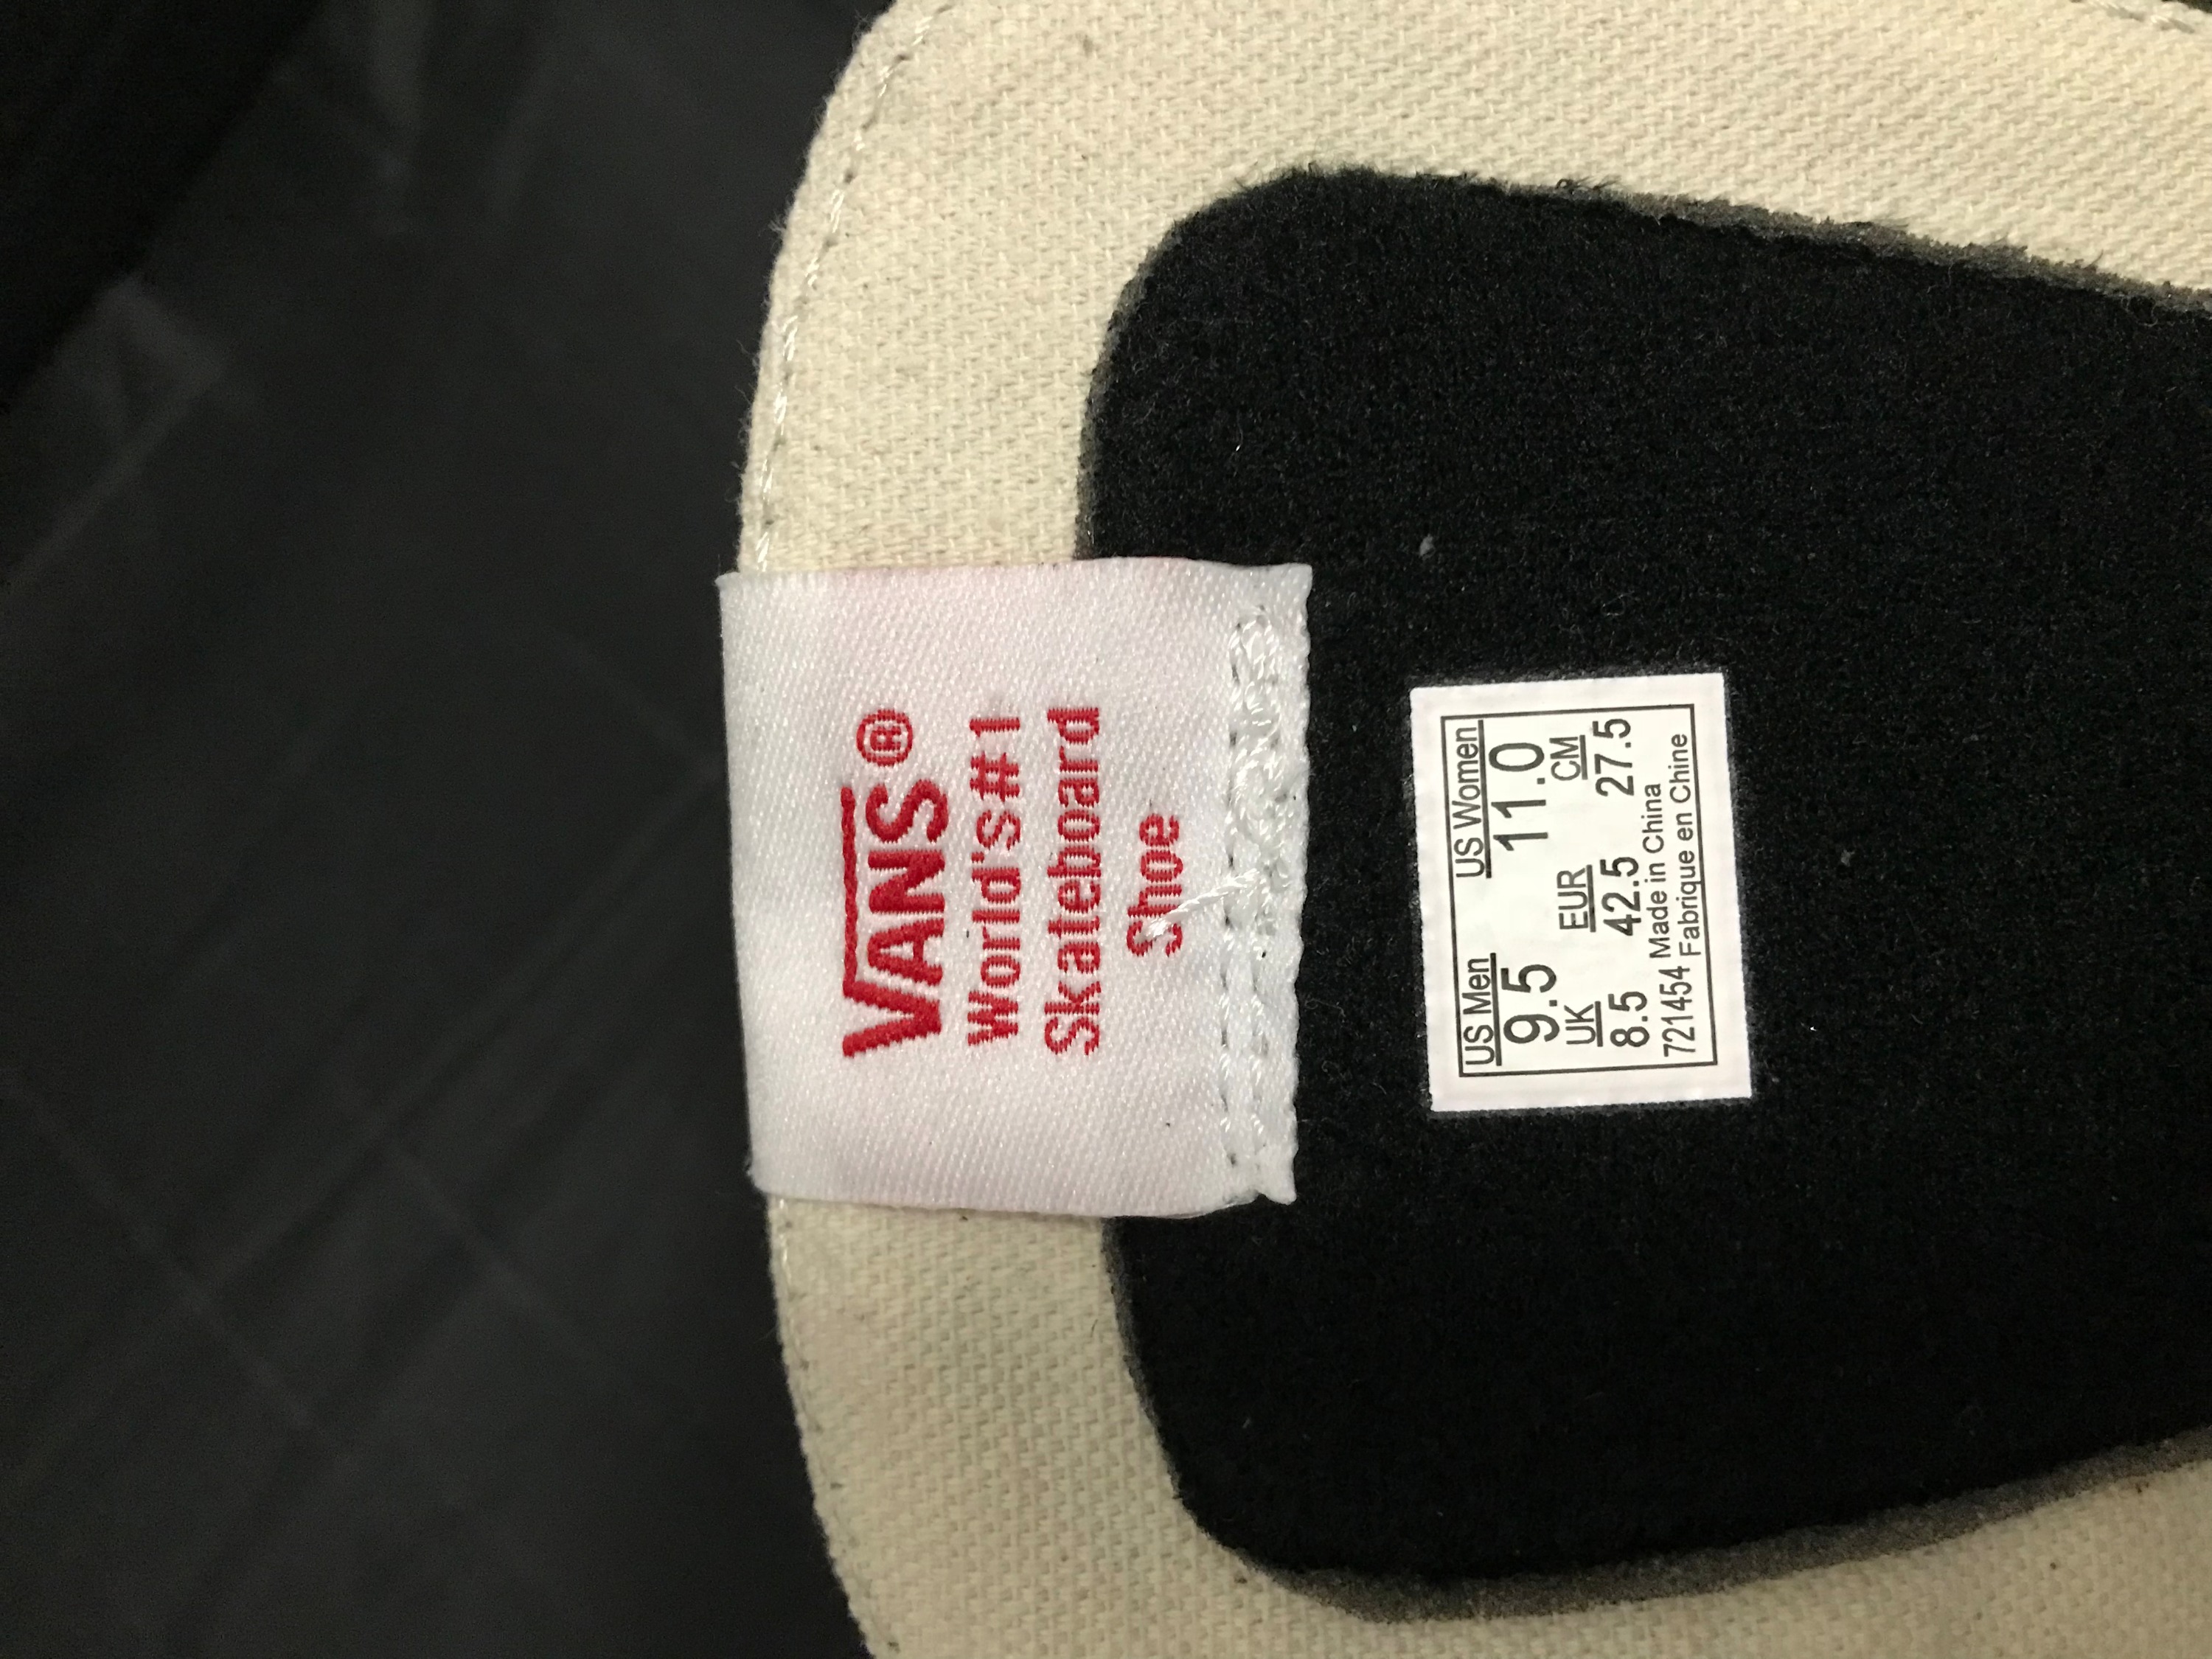 VANS®
World's #1
Skateboard
Shoe
US Men US Women
9.5 11.0
UK EUR CM
8.5 42.5 27.5
721454 Made in China
Fabrique en Chine